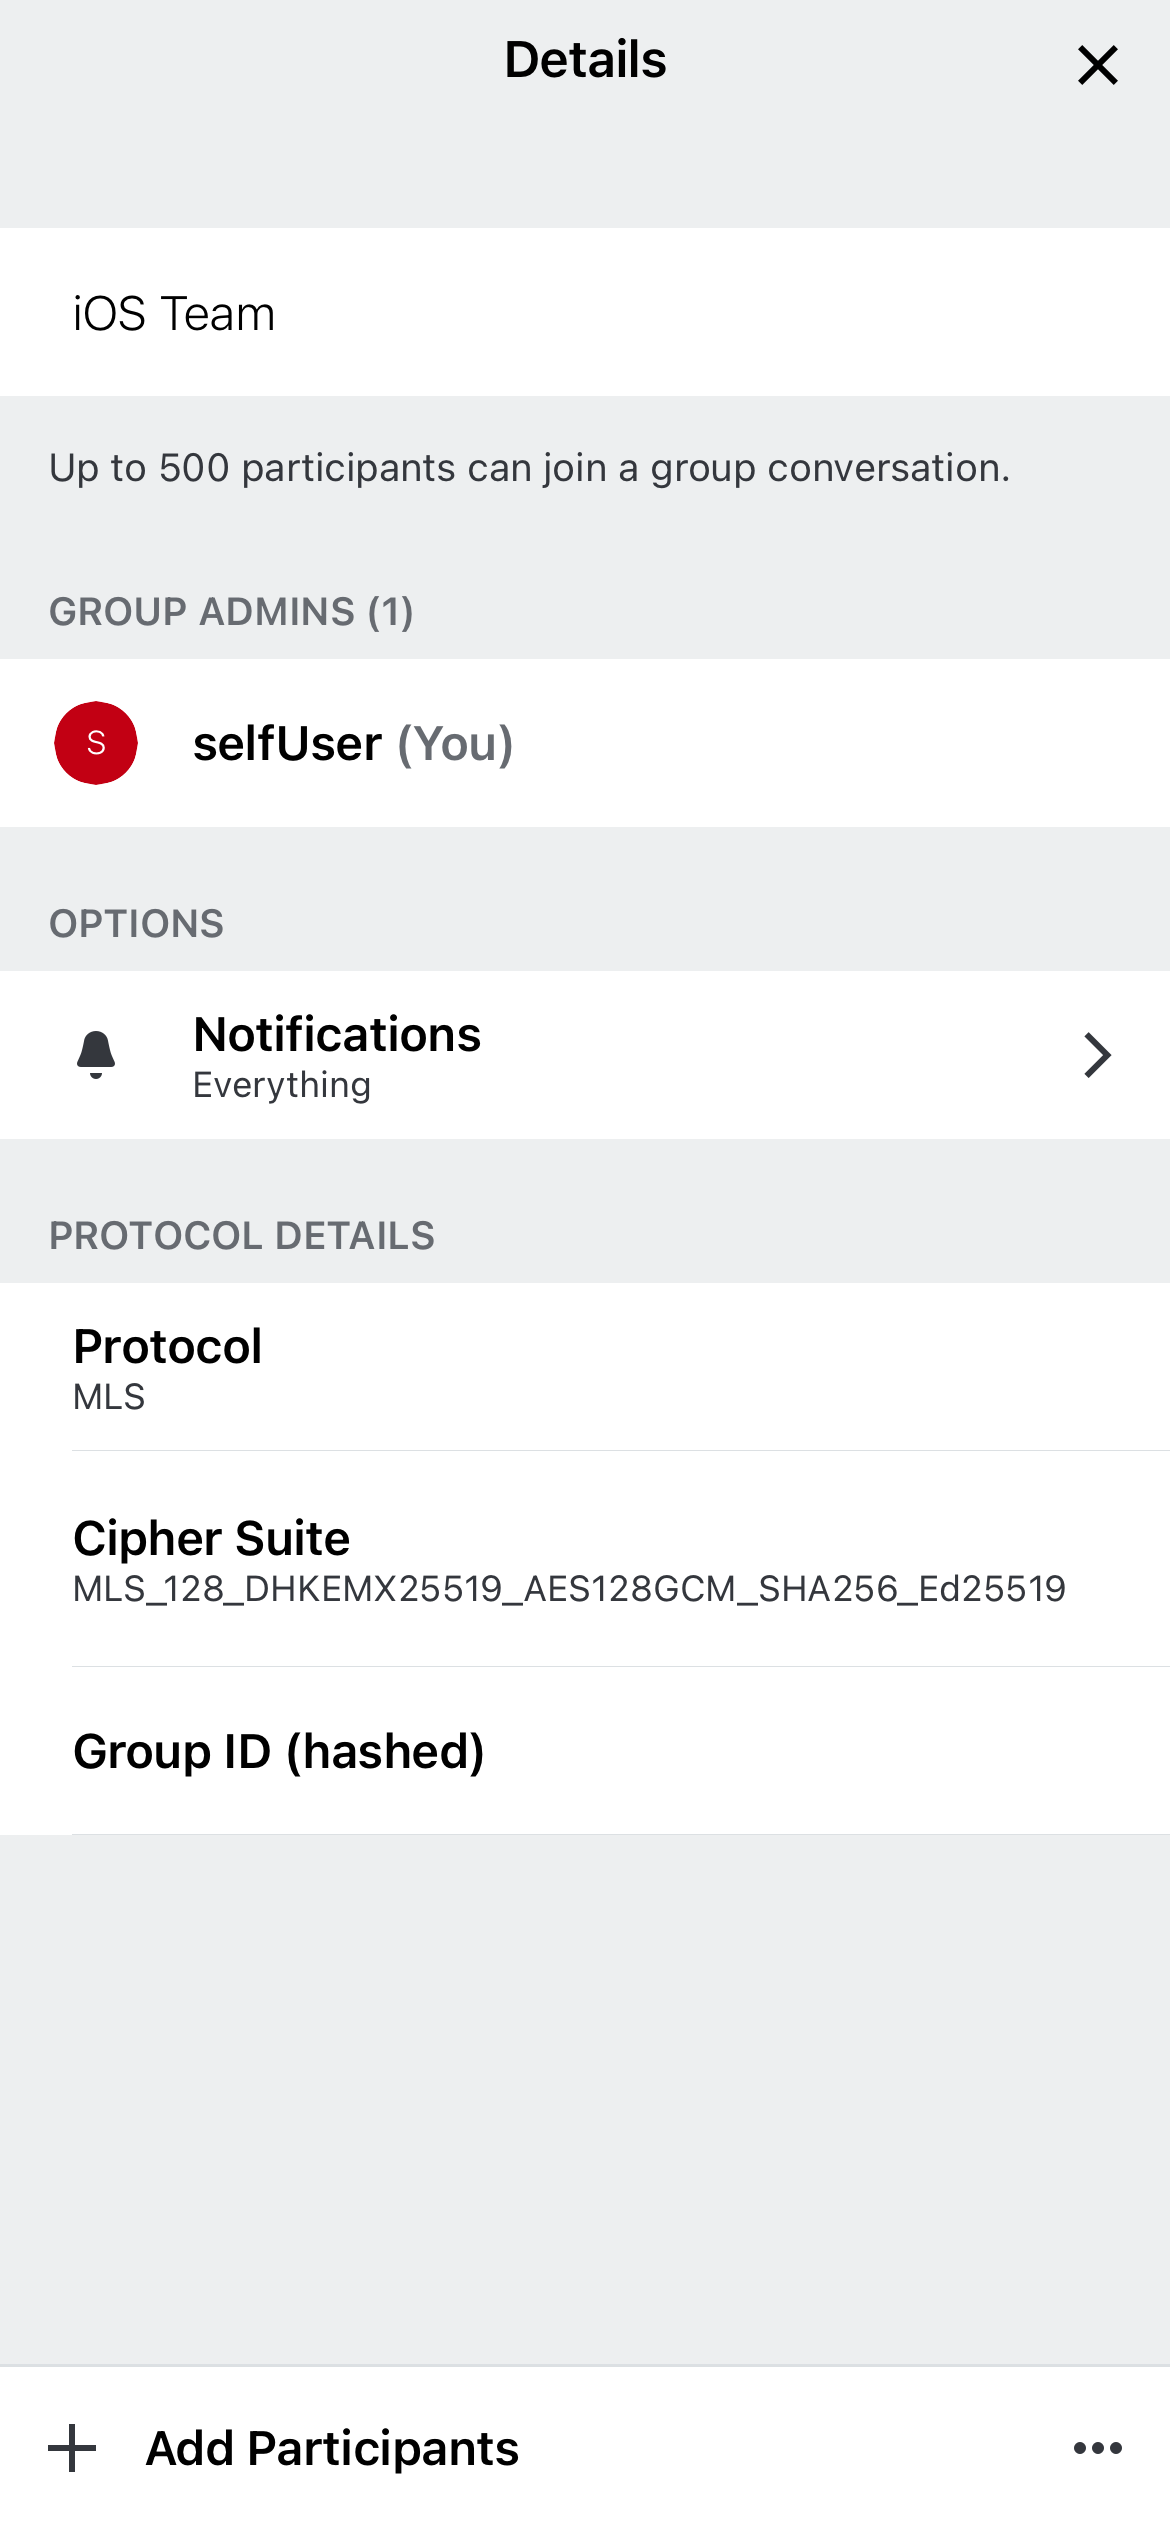 Details
iOS Team
Up to 500 participants can join a group conversation.
GROUP ADMINS (1)
S
selfUser (You)
OPTIONS
Notifications
Everything
PROTOCOL DETAILS
Protocol
MLS
Cipher Suite
MLS_128_DHKEMX25519_AES128GCM_SHA256_Ed25519
Group ID (hashed)
Add Participants